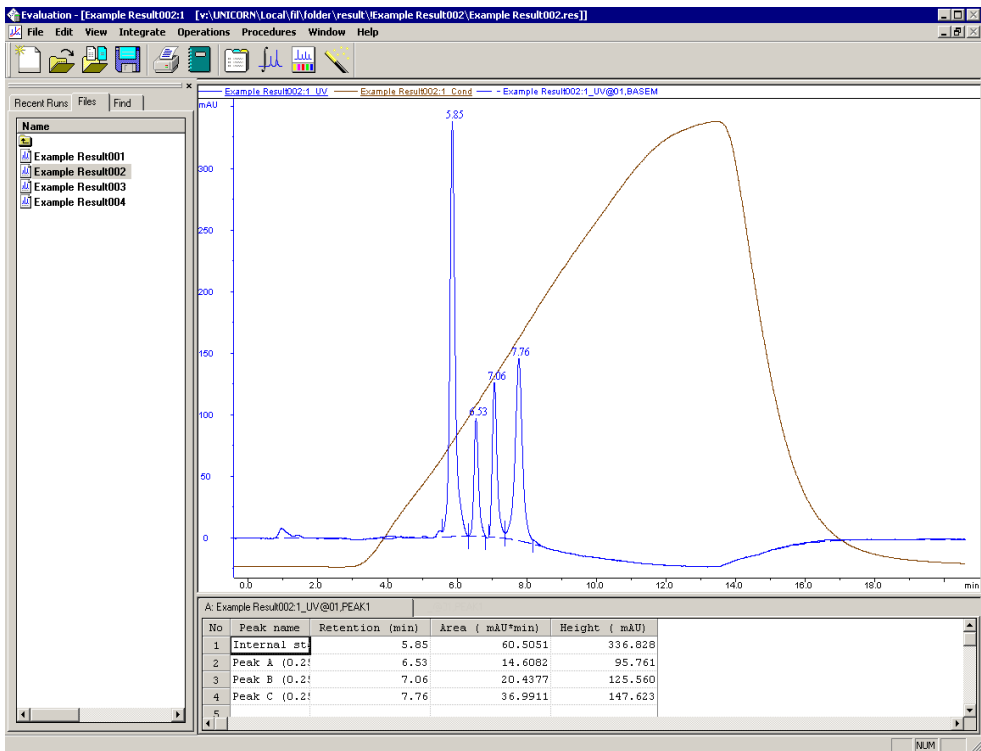 Evaluation - [Example Result002:1 [v:\UNICORN\Local\fil\folder\result\!Example Result002\Example Result002.res]]
File Edit View Integrate Operations Procedures Window Help
Recent Runs Files Find
Name
Example Result001
Example Result002
Example Result003
Example Result004
Example Result002:1_UV Example Result002:1_Cond Example Result002:1_UV@01,BASEM
mAU
5.85
300
250
200
150
7.76
7.06
100
6.53
50
0
0.0 2.0 4.0 6.0 8.0 10.0 12.0 14.0 16.0 18.0 min
A: Example Result002:1_UV@01,PEAK1
No Peak name Retention (min) Area ( mAU*min) Height ( mAU)
1 Internal st 5.85 60.5051 336.828
2 Peak A (0.25 6.53 14.6082 95.761
3 Peak B (0.25 7.06 20.4377 125.560
4 Peak C (0.25 7.76 36.9911 147.623
5
NUM